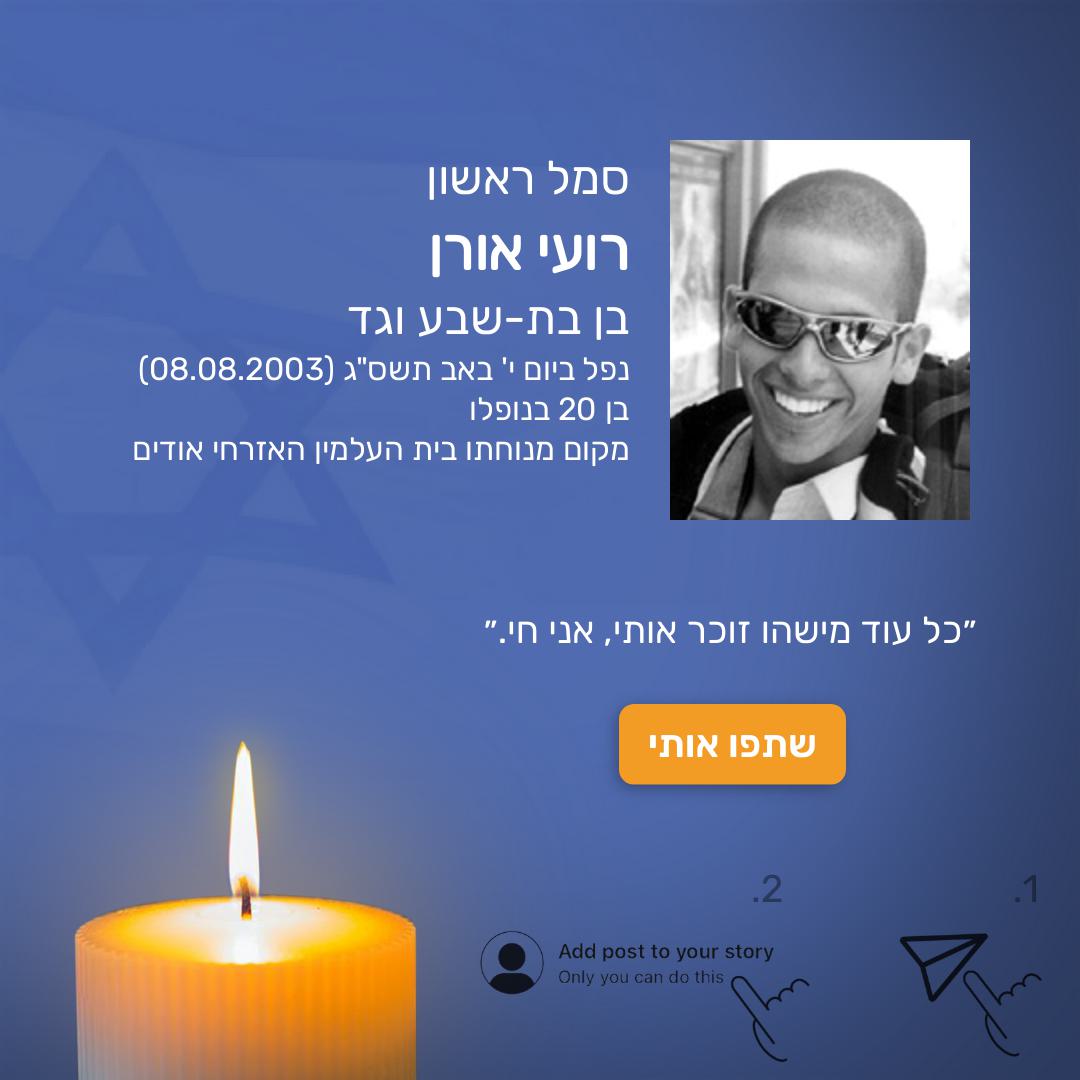 סמל ראשון
רועי אורן
בן בת-שבע וגד
נפל ביום י' באב תשס"ג (08.08.2003)
בן 20 בנופלו
מקום מנוחתו בית העלמין האזרחי אודים
״כל עוד מישהו זוכר אותי, אני חי.״
שתפו אותי
.1
.2
Add post to your story
Only you can do this